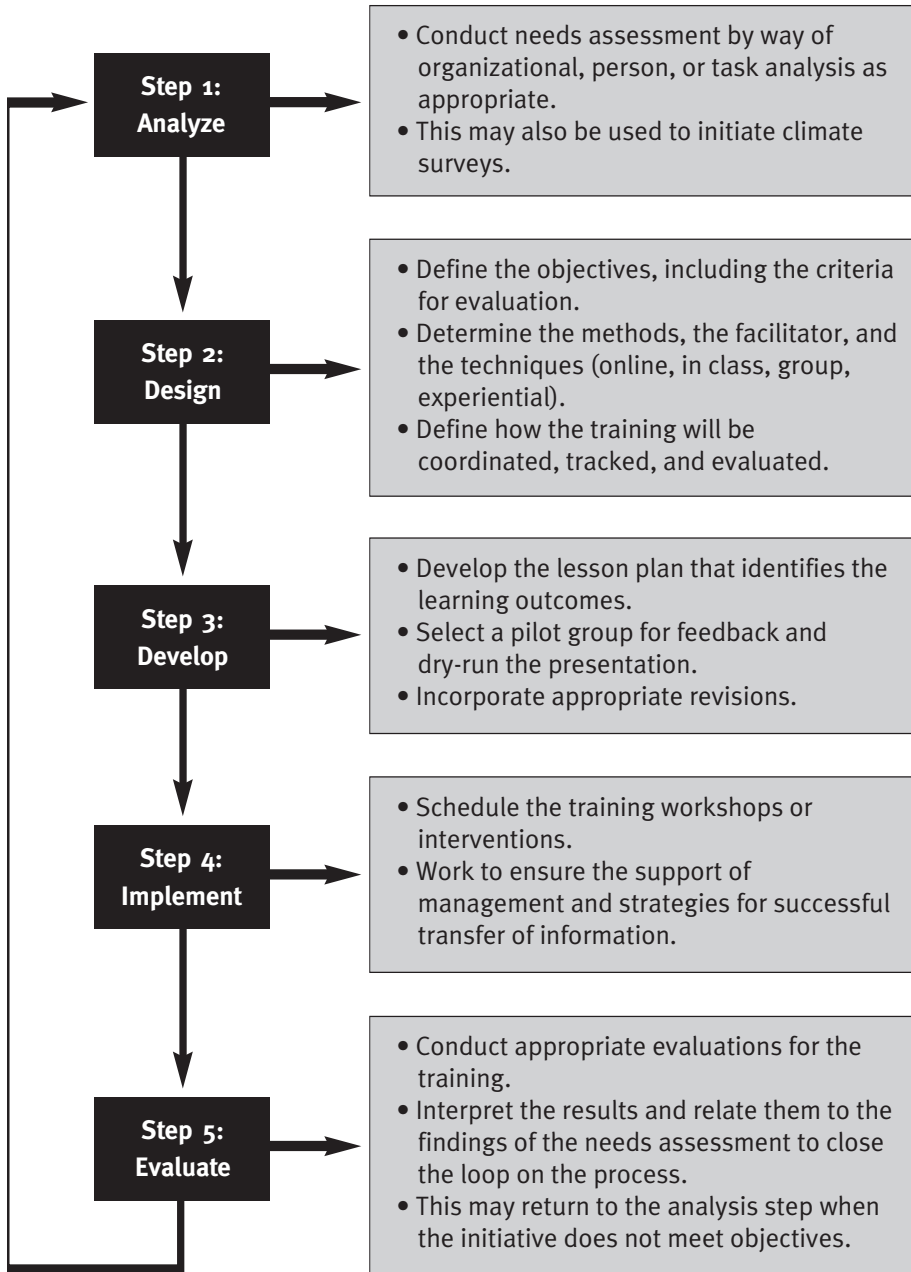 Step 1:
Analyze
• Conduct needs assessment by way of
organizational, person, or task analysis as
appropriate.
• This may also be used to initiate climate
surveys.
Step 2:
Design
• Define the objectives, including the criteria
for evaluation.
• Determine the methods, the facilitator, and
the techniques (online, in class, group,
experiential).
• Define how the training will be
coordinated, tracked, and evaluated.
Step 3:
Develop
• Develop the lesson plan that identifies the
learning outcomes.
• Select a pilot group for feedback and
dry-run the presentation.
• Incorporate appropriate revisions.
Step 4:
Implement
• Schedule the training workshops or
interventions.
• Work to ensure the support of
management and strategies for successful
transfer of information.
Step 5:
Evaluate
• Conduct appropriate evaluations for the
training.
• Interpret the results and relate them to the
findings of the needs assessment to close
the loop on the process.
• This may return to the analysis step when
the initiative does not meet objectives.